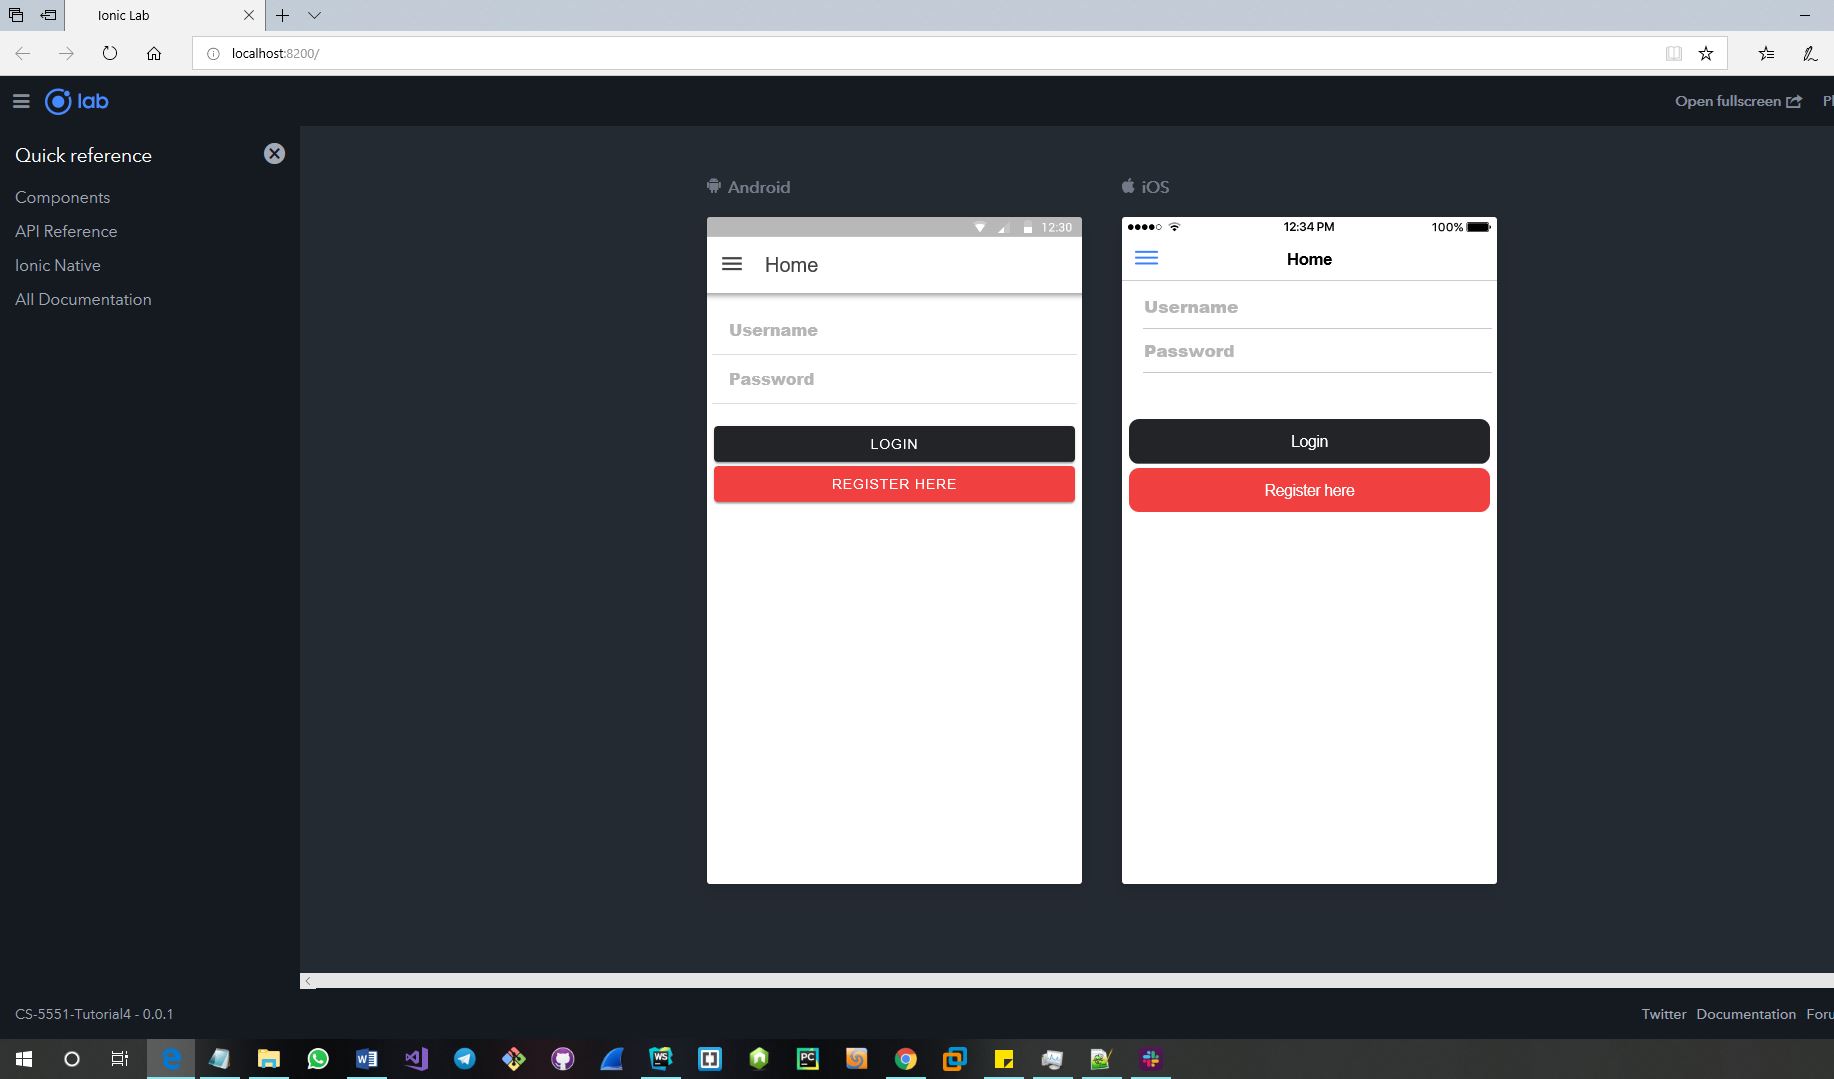 Ionic Lab
localhost:8200/
lab
Open fullscreen
Quick reference
Components
API Reference
Ionic Native
All Documentation
Android
12:30
Home
Username
Password
LOGIN
REGISTER HERE
iOS
12:34 PM
100%
Home
Username
Password
Login
Register here
CS-5551-Tutorial4 - 0.0.1
Twitter Documentation Foru
WS
PC